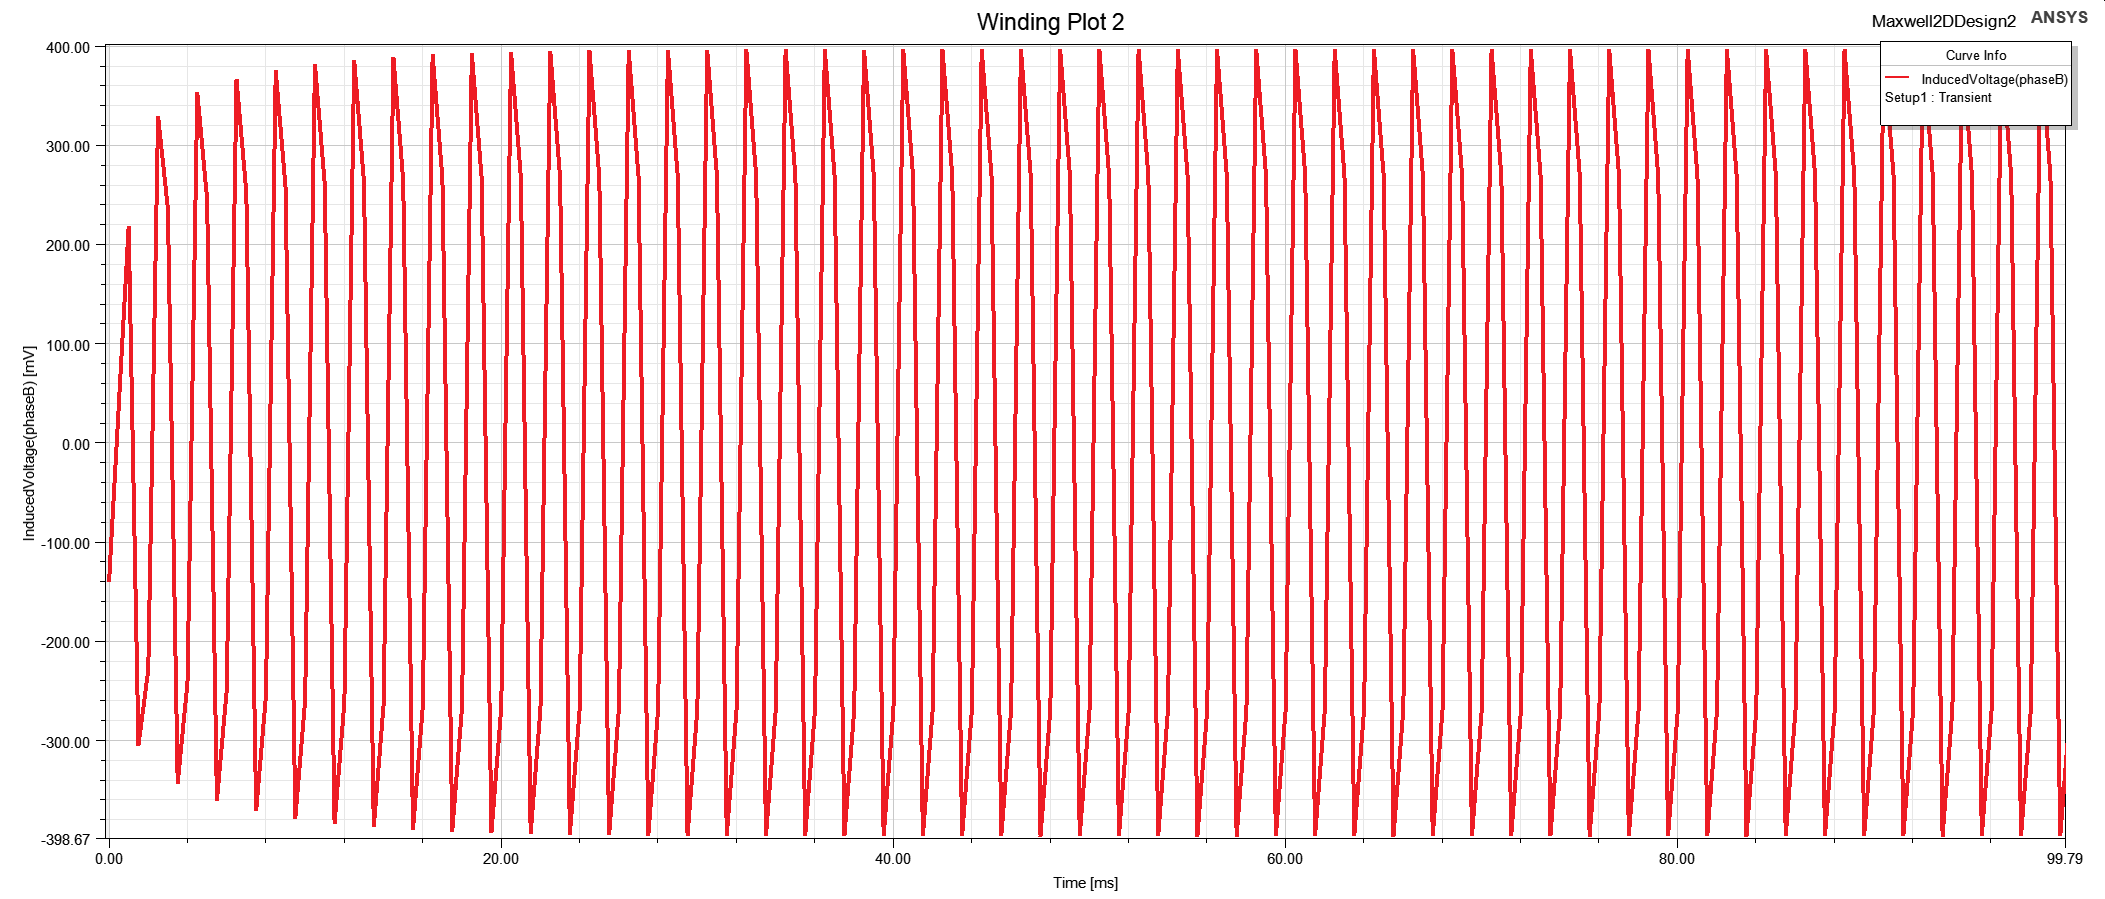 Winding Plot 2
Maxwell2DDesign2 ANSYS
Curve Info
InducedVoltage(phaseB)
Setup1 : Transient
InducedVoltage(phaseB) [mV]
400.00
300.00
200.00
100.00
0.00
-100.00
-200.00
-300.00
-398.67
0.00 20.00 40.00 60.00 80.00 99.79
Time [ms]